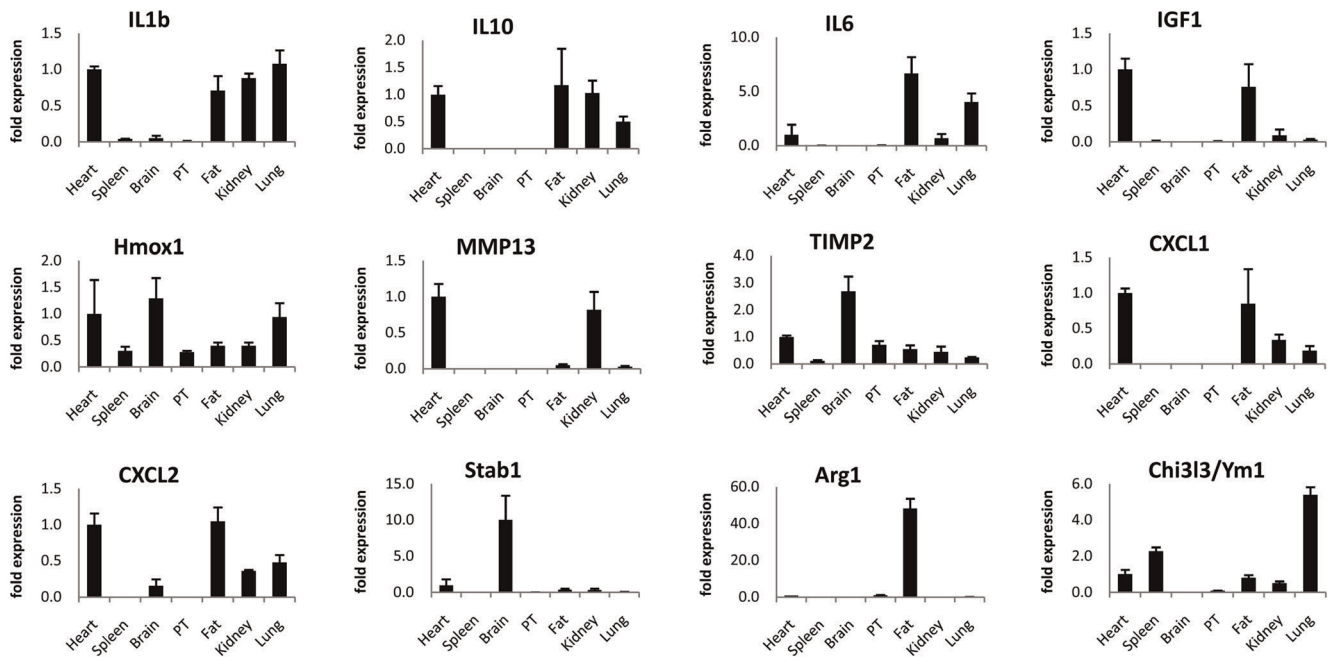 IL1b
fold expression
1.5
1.0
0.5
0.0
Heart
Spleen
Brain
PT
Fat
Kidney
Lung
IL10
fold expression
2.0
1.5
1.0
0.5
0.0
Heart
Spleen
Brain
PT
Fat
Kidney
Lung
IL6
fold expression
10.0
5.0
0.0
Heart
Spleen
Brain
PT
Fat
Kidney
Lung
IGF1
fold expression
1.5
1.0
0.5
0.0
Heart
Spleen
Brain
PT
Fat
Kidney
Lung
Hmox1
fold expression
2.0
1.5
1.0
0.5
0.0
Heart
Spleen
Brain
PT
Fat
Kidney
Lung
MMP13
fold expression
1.5
1.0
0.5
0.0
Heart
Spleen
Brain
PT
Fat
Kidney
Lung
TIMP2
fold expression
4.0
3.0
2.0
1.0
0.0
Heart
Spleen
Brain
PT
Fat
Kidney
Lung
CXCL1
fold expression
1.5
1.0
0.5
0.0
Heart
Spleen
Brain
PT
Fat
Kidney
Lung
CXCL2
fold expression
1.5
1.0
0.5
0.0
Heart
Spleen
Brain
PT
Fat
Kidney
Lung
Stab1
fold expression
15.0
10.0
5.0
0.0
Heart
Spleen
Brain
PT
Fat
Kidney
Lung
Arg1
fold expression
60.0
40.0
20.0
0.0
Heart
Spleen
Brain
PT
Fat
Kidney
Lung
Chi3l3/Ym1
fold expression
6.0
4.0
2.0
0.0
Heart
Spleen
Brain
PT
Fat
Kidney
Lung